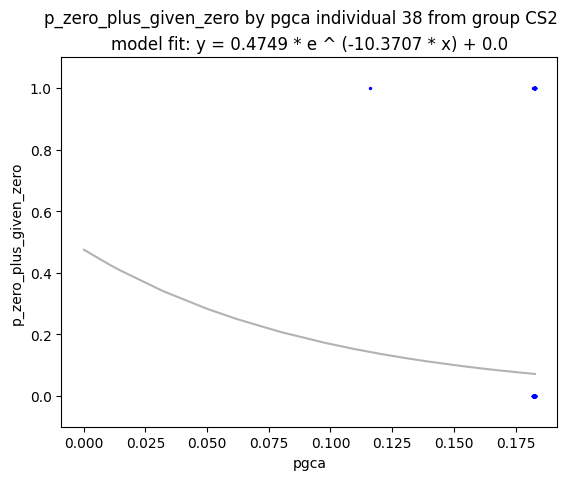 p_zero_plus_given_zero by pgca individual 38 from group CS2
model fit: y = 0.4749 * e ^ (-10.3707 * x) + 0.0
1.0
0.8
0.6
0.4
0.2
0.0
p_zero_plus_given_zero
0.000 0.025 0.050 0.075 0.100 0.125 0.150 0.175
pgca